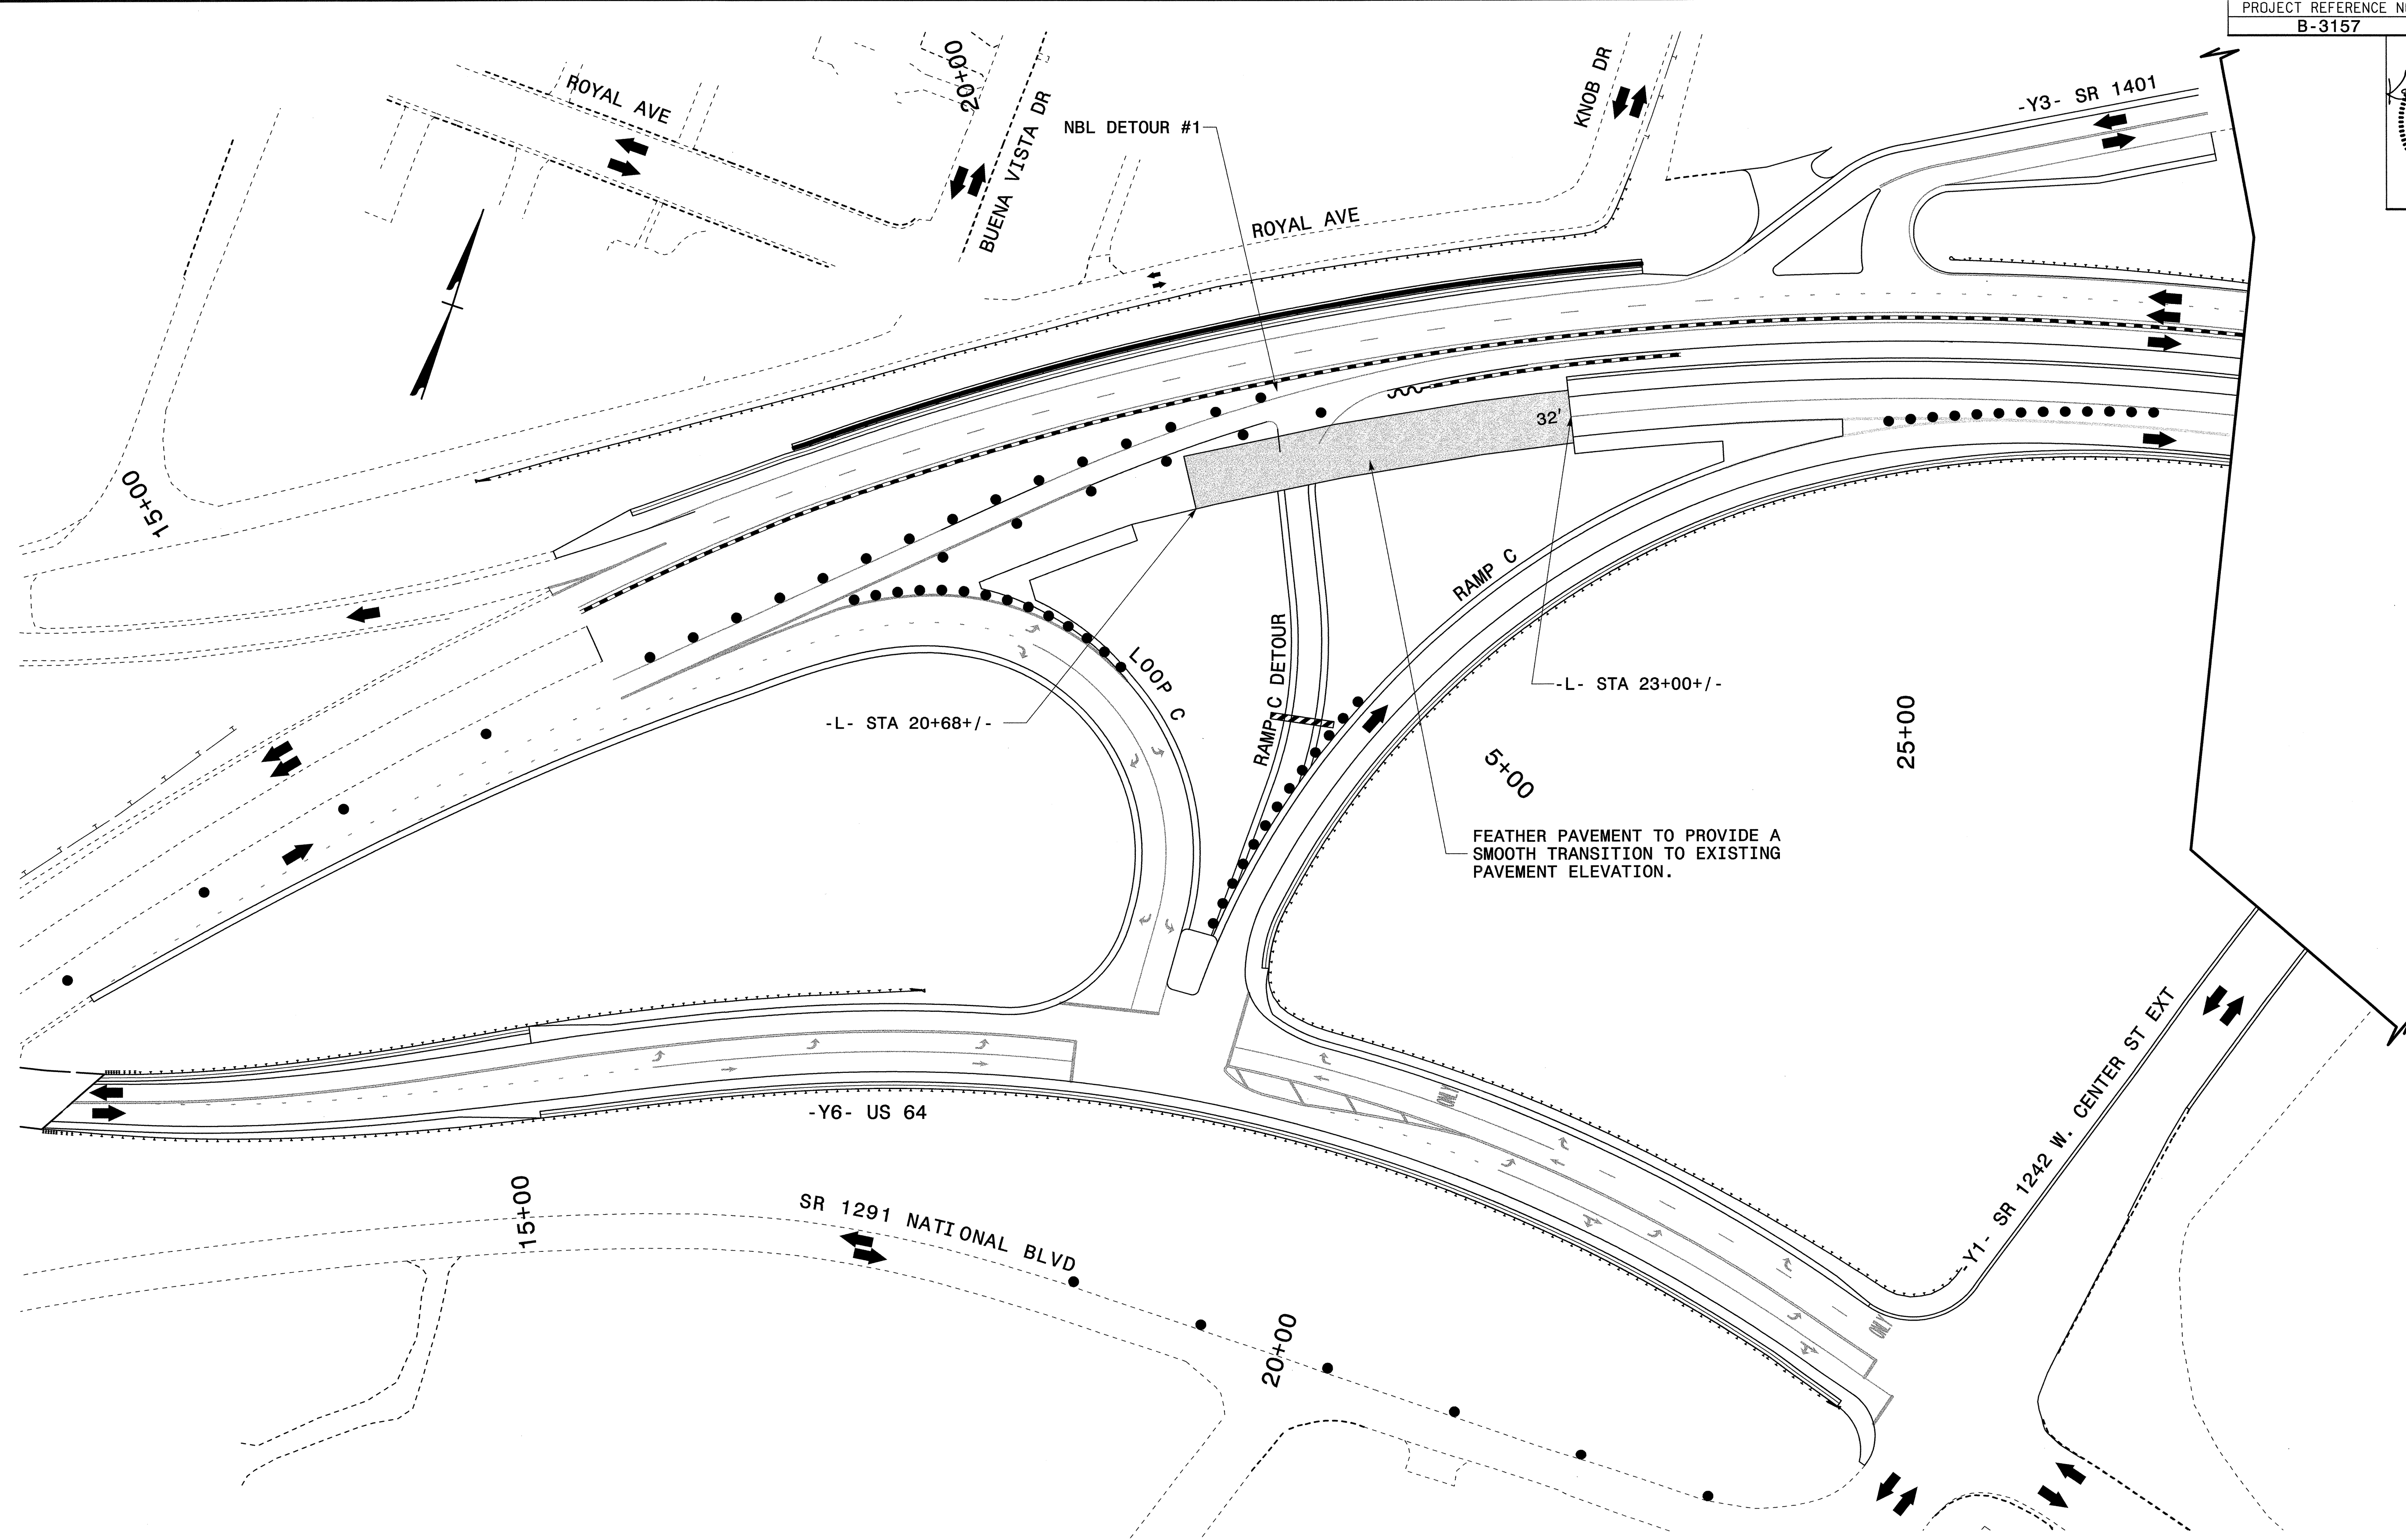 PROJECT REFERENCE N
B-3157
ROYAL AVE
20+00
BUENA VISTA DR
NBL DETOUR #1
KNOB DR
-Y3- SR 1401
ROYAL AVE
15+00
32'
RAMP C
LOOP C
RAMP C DETOUR
-L- STA 20+68+/-
-L- STA 23+00+/-
25+00
5+00
FEATHER PAVEMENT TO PROVIDE A
SMOOTH TRANSITION TO EXISTING
PAVEMENT ELEVATION.
-Y6- US 64
ONLY
-Y1- SR 1242 W. CENTER ST EXT
15+00
SR 1291 NATIONAL BLVD
20+00
ONLY